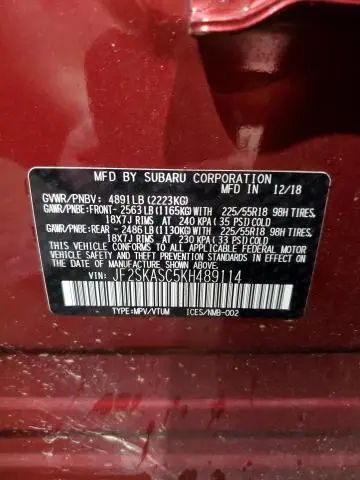 MFD BY SUBARU CORPORATION
GVWR/PNBV: 4891LB (2223KG) IN 12/18
GAWR/PNBE:FRONT- 2563LB (1165KG)WITH 225/55R18 98H TIRES,
18X7J RIMS AT 240 KPA (35 PSI) COLD
GAWR/PNBE:REAR - 2486LB (1130KG)WITH 225/55R18 98H TIRES,
18X7J RIMS AT 230 KPA (33 PSI) COLD
THIS VEHICLE CONFORMS TO ALL APPLICABLE FEDERAL MOTOR
VEHICLE SAFETY, BUMPER, AND THEFT PREVENTION
STANDARDS IN EFFECT ON THE DATE OF MANUFACTURE SHOWN ABOVE.
VIN: JF2SKASC5KH489114
TYPE:MPV/VTUM ICES/NMB-002